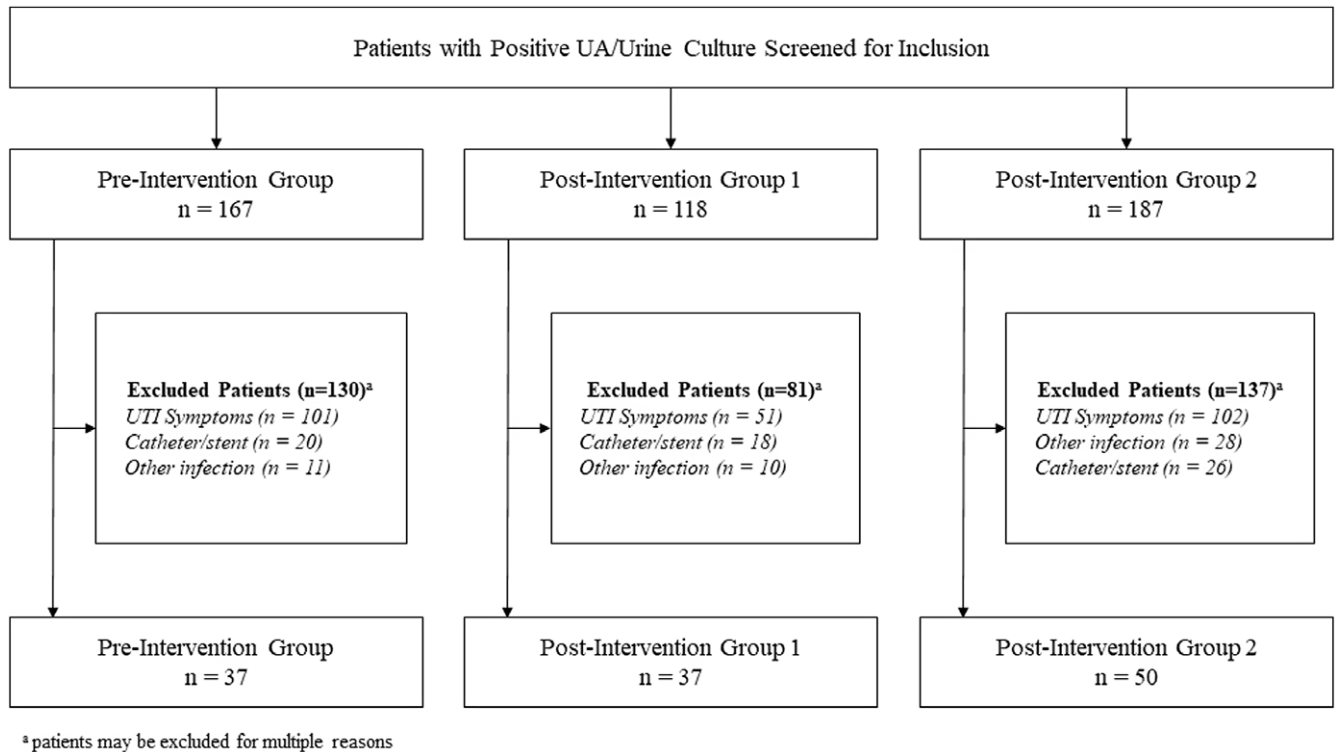 Patients with Positive UA/Urine Culture Screened for Inclusion
Pre-Intervention Group
n = 167
Post-Intervention Group 1
n = 118
Post-Intervention Group 2
n = 187
Excluded Patients (n=130)ᵃ
UTI Symptoms (n = 101)
Catheter/stent (n = 20)
Other infection (n = 11)
Excluded Patients (n=81)ᵃ
UTI Symptoms (n = 51)
Catheter/stent (n = 18)
Other infection (n = 10)
Excluded Patients (n=137)ᵃ
UTI Symptoms (n = 102)
Other infection (n = 28)
Catheter/stent (n = 26)
Pre-Intervention Group
n = 37
Post-Intervention Group 1
n = 37
Post-Intervention Group 2
n = 50
ᵃ patients may be excluded for multiple reasons